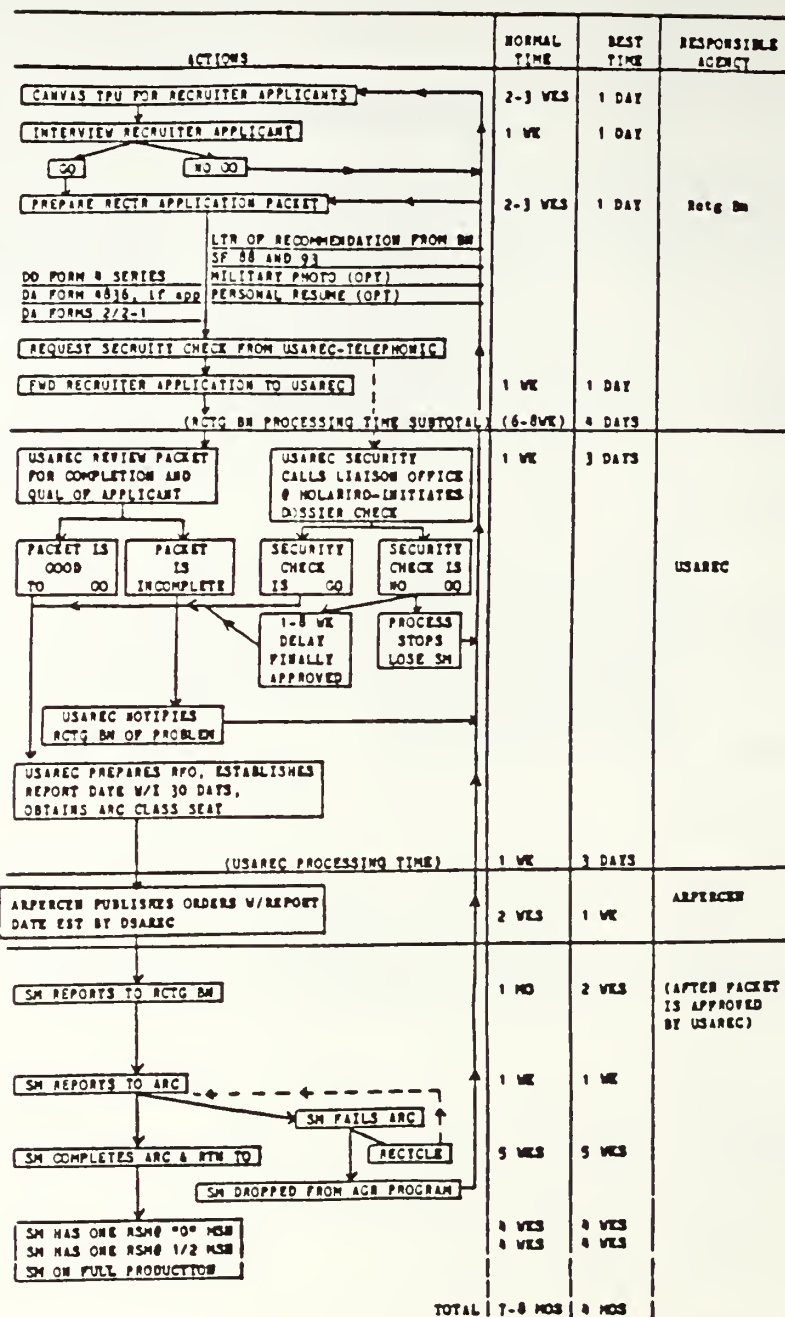 ACTIONS NORMAL TIME BEST TIME RESPONSIBLE AGENCY
CANVAS TPU FOR RECRUITER APPLICANTS 2-3 WKS 1 DAY
INTERVIEW RECRUITER APPLICANT 1 WK 1 DAY
GO NO GO
PREPARE RECTR APPLICATION PACKET 2-3 WKS 1 DAY Rctg Bn
LTR OF RECOMMENDATION FROM BN
SF 88 AND 93
DD FORM 4 SERIES MILITARY PHOTO (OPT)
DA FORM 4836, if app PERSONAL RESUME (OPT)
DA FORMS 2/2-1
REQUEST SECRUITY CHECK FROM USAREC-TELEPHONIC
FWD RECRUITER APPLICATION TO USAREC 1 WK 1 DAY
(RCTG BN PROCESSING TIME SUBTOTAL) (6-8WK) 4 DAYS
USAREC REVIEW PACKET
FOR COMPLETION AND
QUAL OF APPLICANT
USAREC SECURITY
CALLS LIAISON OFFICE
@ HOLABIRD-INITIATES
DOSSIER CHECK
1 WK 3 DAYS
USAREC
PACKET IS
GOOD
TO GO
PACKET
IS
INCOMPLETE
SECURITY
CHECK
IS GO
SECURITY
CHECK IS
NO GO
1-8 WK
DELAY
FINALLY
APPROVED
PROCESS
STOPS
LOSE SM
USAREC NOTIFIES
RCTG BN OF PROBLEM
USAREC PREPARES RFO, ESTABLISHES
REPORT DATE W/I 30 DAYS,
OBTAINS ARC CLASS SEAT
(USAREC PROCESSING TIME) 1 WK 3 DAYS
ARPERCEN PUBLISHES ORDERS W/REPORT
DATE EST BY USAREC
2 WKS 1 WK
ARPERCEN
SM REPORTS TO RCTG BN 1 MO 2 WKS
(AFTER PACKET
IS APPROVED
BY USAREC)
SM REPORTS TO ARC 1 WK 1 WK
SM FAILS ARC
RECYCLE
SM COMPLETES ARC & RTN TO 5 WKS 5 WKS
SM DROPPED FROM AGR PROGRAM
SM HAS ONE RSM@ "0" MSN 4 WKS 4 WKS
SM HAS ONE RSM@ 1/2 MSN 4 WKS 4 WKS
SM ON FULL PRODUCTION
TOTAL 7-8 MOS 4 MOS